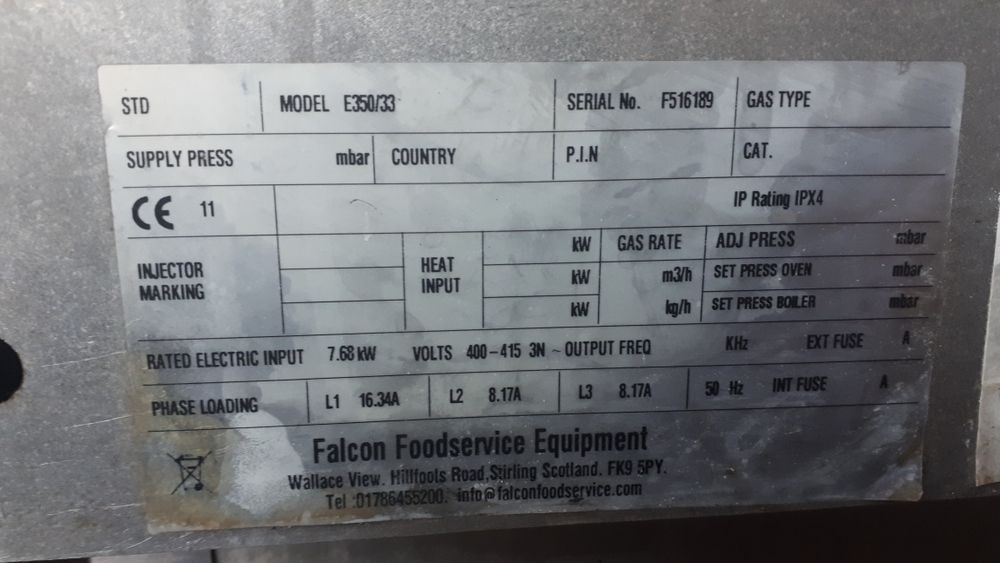 STD MODEL E350/33 SERIAL No. F516189 GAS TYPE
SUPPLY PRESS mbar COUNTRY P.I.N CAT.
CE 11 IP Rating IPX4
INJECTOR MARKING HEAT INPUT kW GAS RATE ADJ PRESS mbar
kW m3/h SET PRESS OVEN mbar
kW kg/h SET PRESS BOILER mbar
RATED ELECTRIC INPUT 7.68 kW VOLTS 400-415 3N ~ OUTPUT FREQ KHz EXT FUSE A
PHASE LOADING L1 16.34A L2 8.17A L3 8.17A 50 Hz INT FUSE A
Falcon Foodservice Equipment
Wallace View. Hillfoots Road,Stirling Scotland. FK9 5PY.
Tel :01786455200. info@falconfoodservice.com